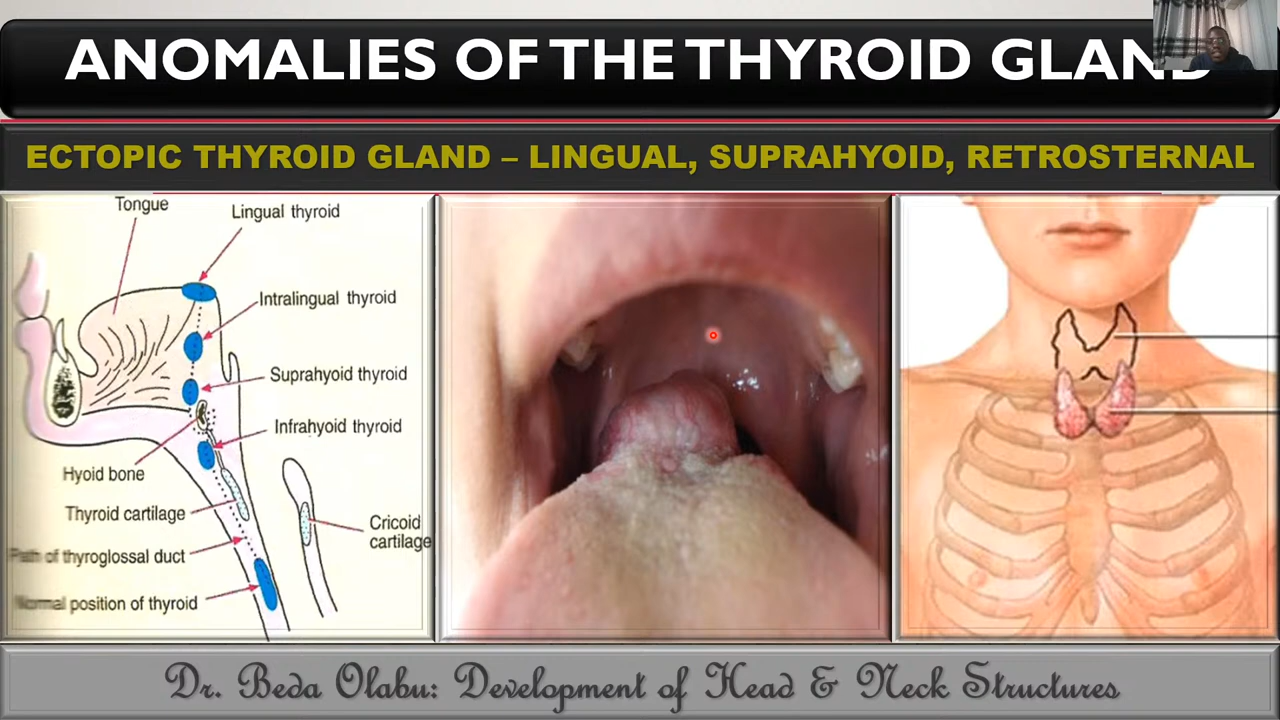 ANOMALIES OF THE THYROID GLAND
ECTOPIC THYROID GLAND – LINGUAL, SUPRAHYOID, RETROSTERNAL
Tongue
Lingual thyroid
Intralingual thyroid
Suprahyoid thyroid
Infrahyoid thyroid
Hyoid bone
Thyroid cartilage
Cricoid
cartilage
Path of thyroglossal duct
Normal position of thyroid
Dr. Beda Olabu: Development of Head & Neck Structures